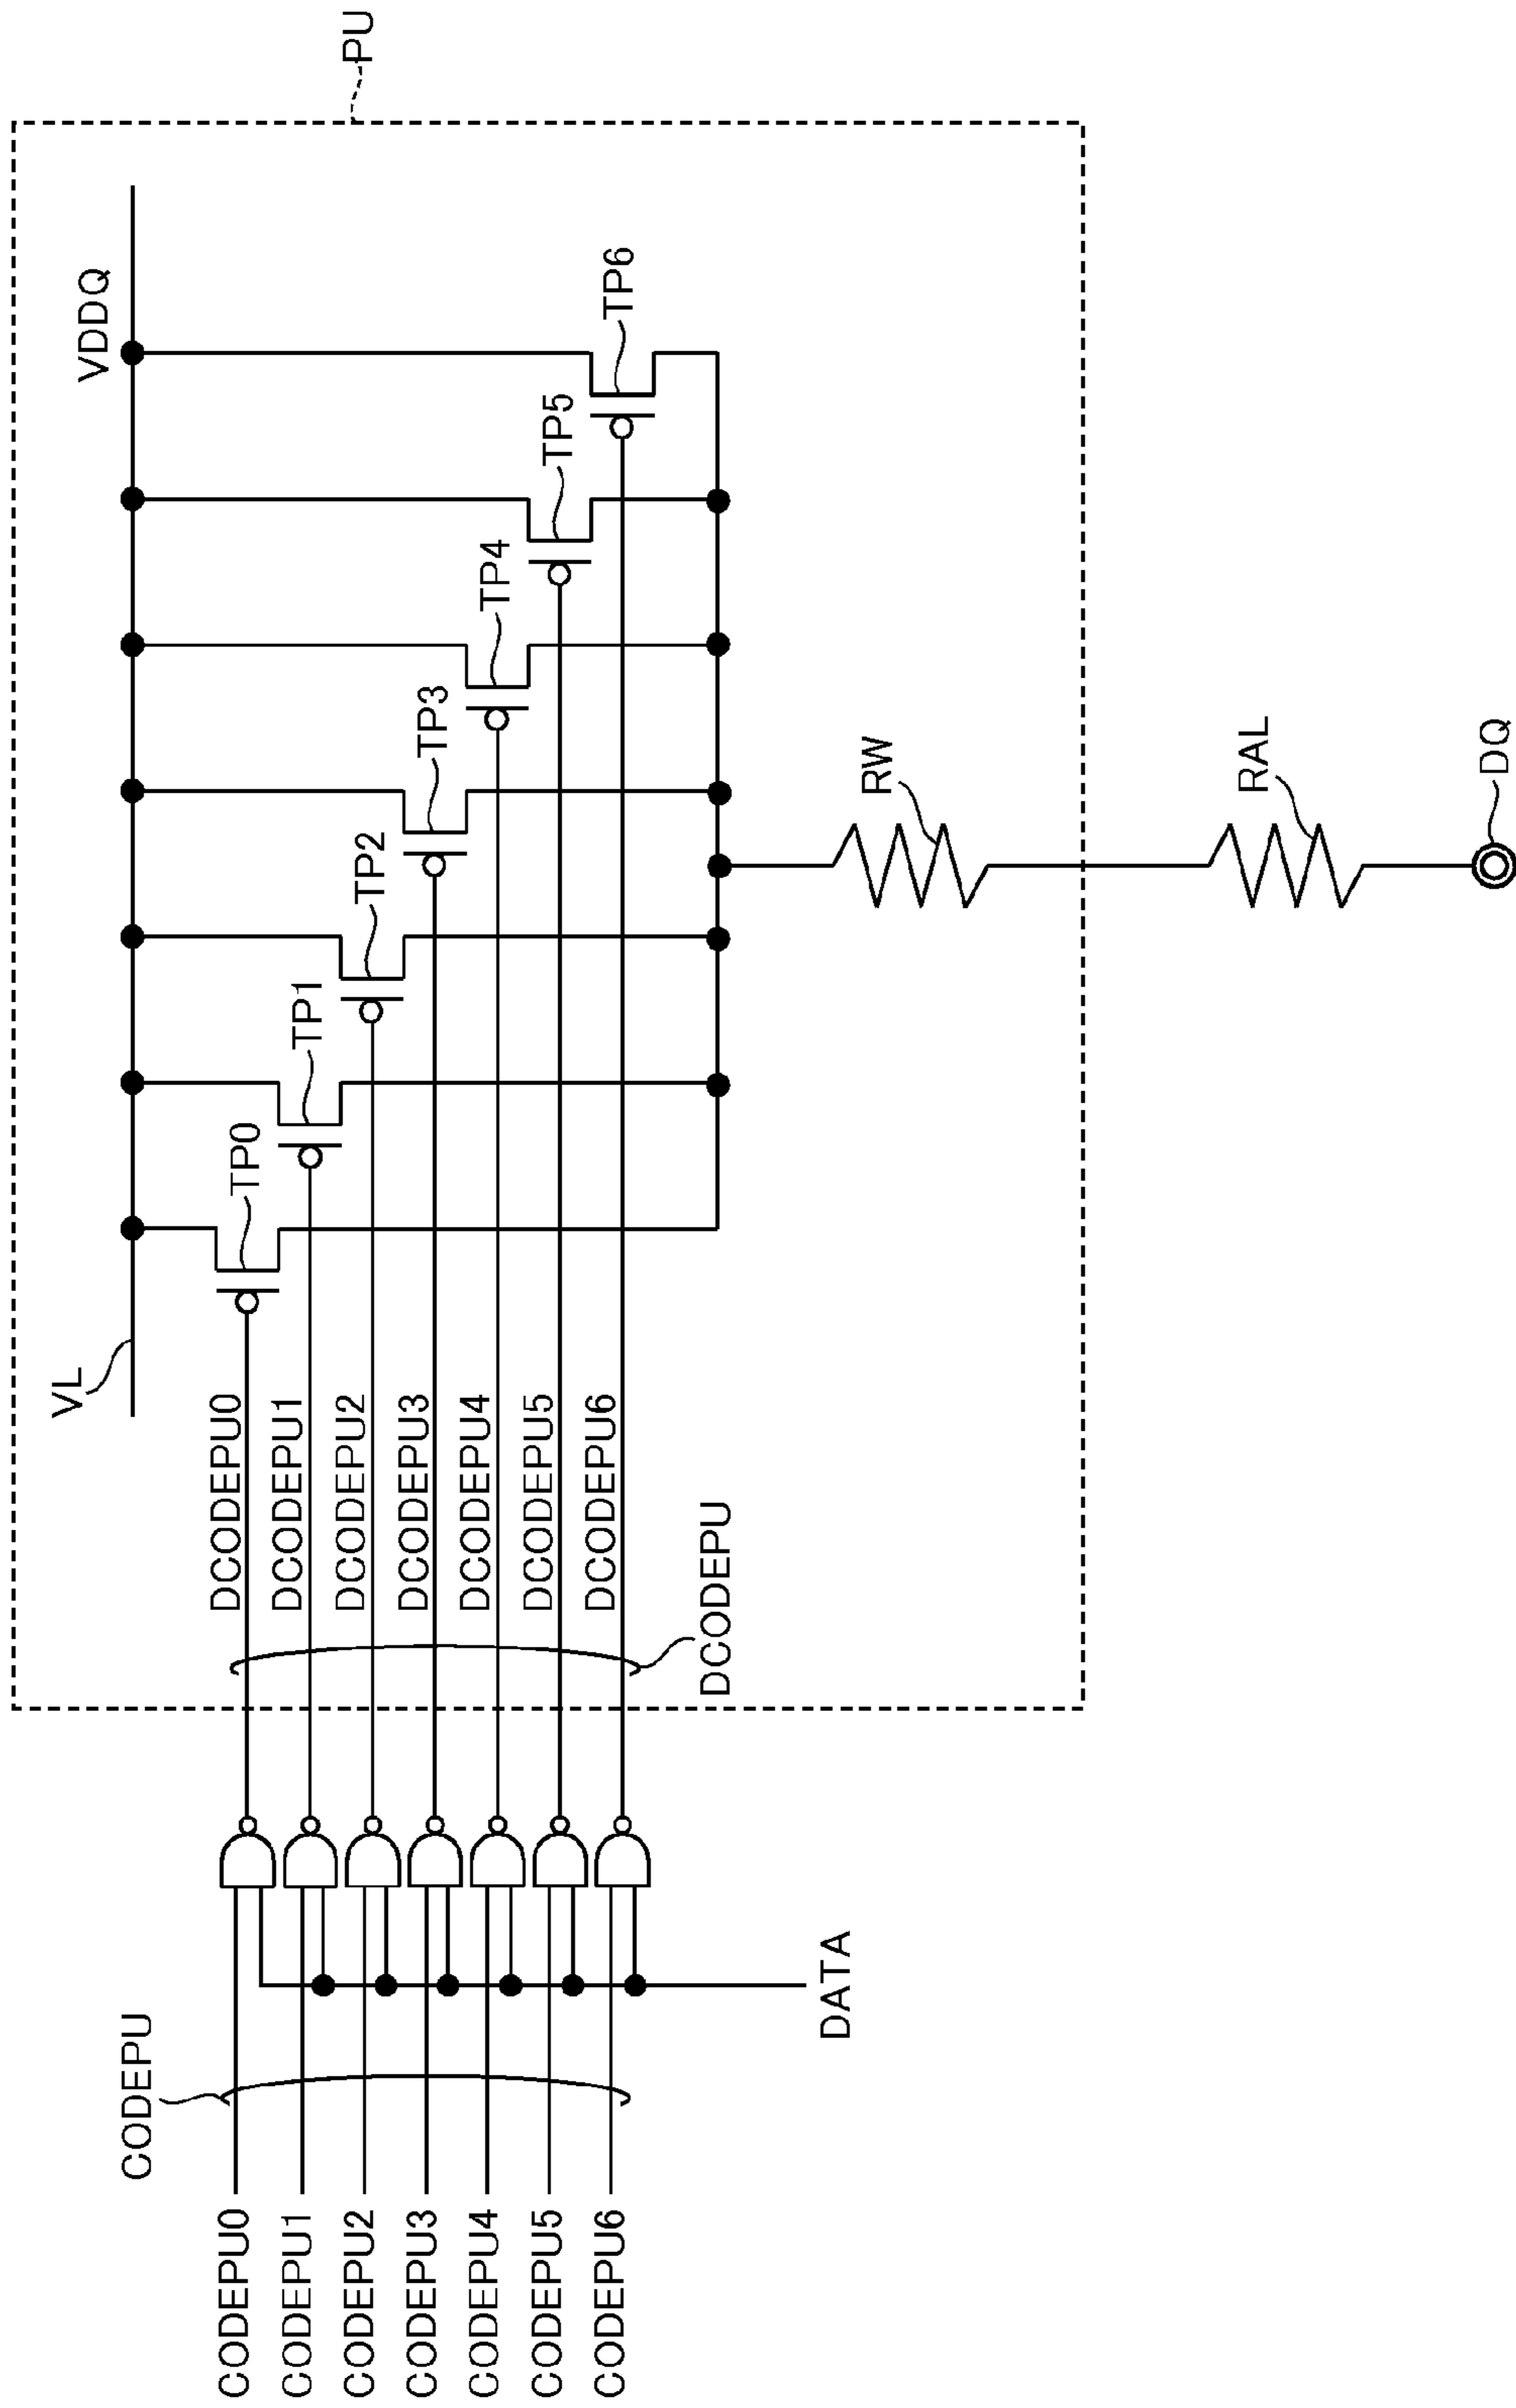 PU
VDDQ
VL
TP0
TP1
TP2
TP3
TP4
TP5
TP6
CODEPU
CODEPU0
CODEPU1
CODEPU2
CODEPU3
CODEPU4
CODEPU5
CODEPU6
DATA
DCODEPU0
DCODEPU1
DCODEPU2
DCODEPU3
DCODEPU4
DCODEPU5
DCODEPU6
DCODEPU
RW
RAL
DQ